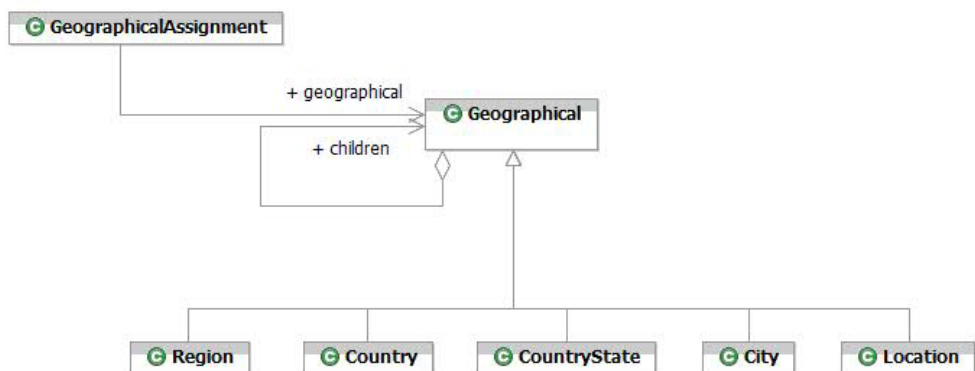 GeographicalAssignment
+ geographical
Geographical
+ children
Region
Country
CountryState
City
Location